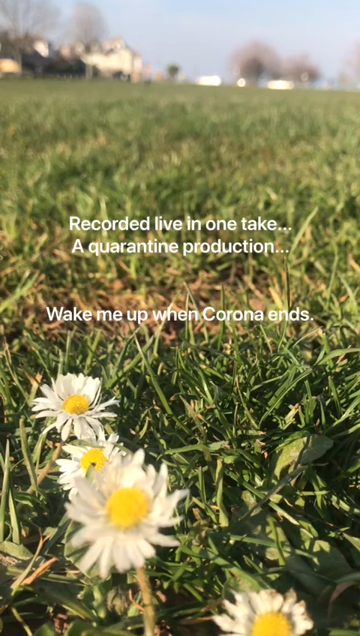 Recorded live in one take...
A quarantine production...
Wake me up when Corona ends.